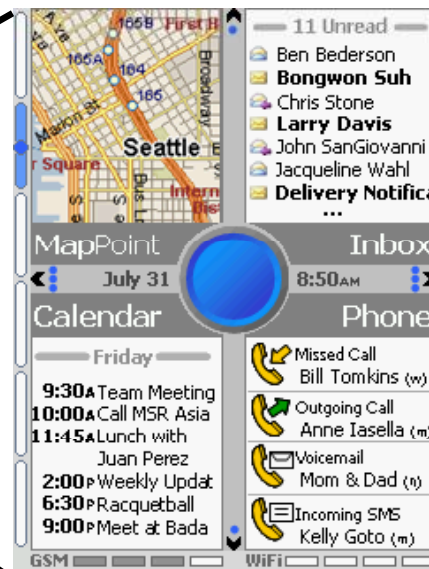 165B First H
165A
164
165
Broadway
Marion St
Seattle
r Square
Intern
Dis
MapPoint
11 Unread
Ben Bederson
Bongwon Suh
Chris Stone
Larry Davis
John SanGiovanni
Jacqueline Wahl
Delivery Notifica
...
Inbox
July 31
8:50AM
Calendar
Friday
9:30A Team Meeting
10:00A Call MSR Asia
11:45A Lunch with
Juan Perez
2:00P Weekly Updat
6:30P Racquetball
9:00P Meet at Bada
Phone
Missed Call
Bill Tomkins (w)
Outgoing Call
Anne Iasella (m)
Voicemail
Mom & Dad (h)
Incoming SMS
Kelly Goto (m)
GSM
WiFi